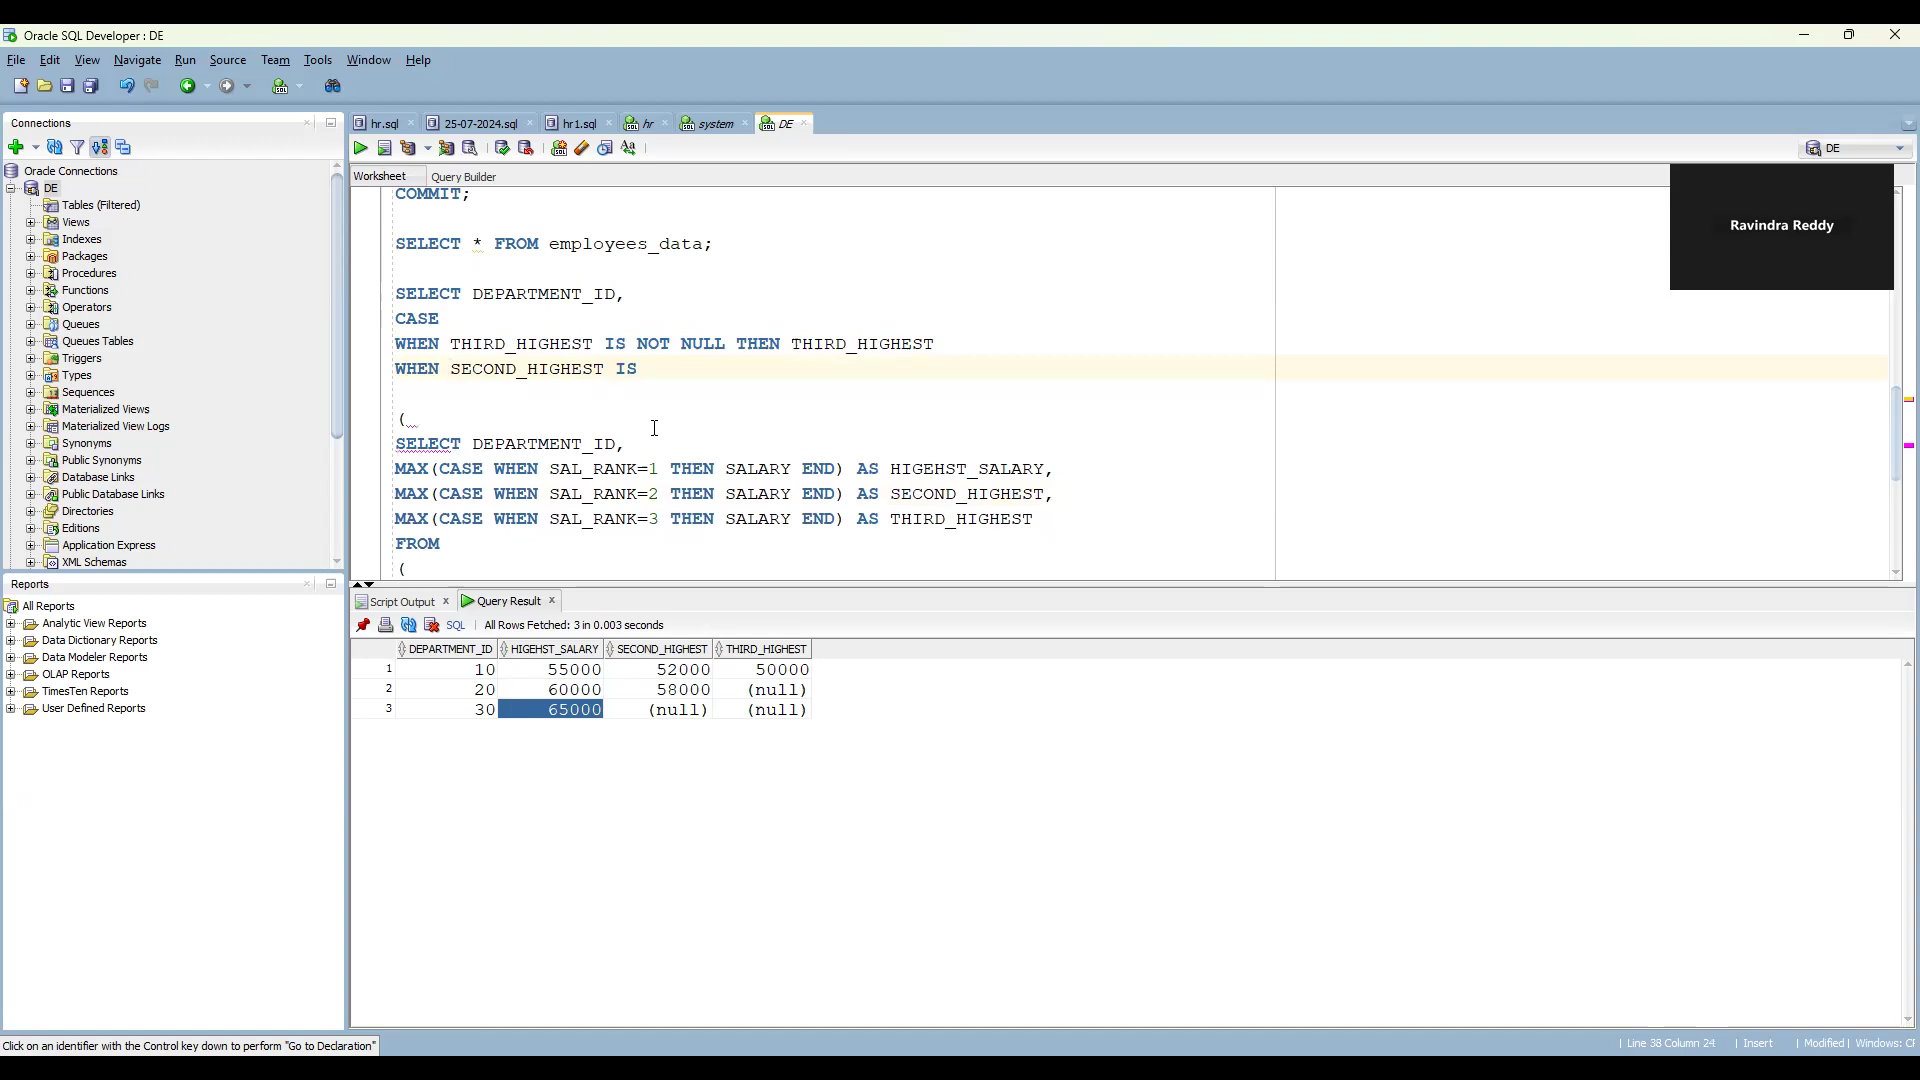 Oracle SQL Developer : DE
File Edit View Navigate Run Source Team Tools Window Help
Connections
Oracle Connections
DE
Tables (Filtered)
Views
Indexes
Packages
Procedures
Functions
Operators
Queues
Queues Tables
Triggers
Types
Sequences
Materialized Views
Materialized View Logs
Synonyms
Public Synonyms
Database Links
Public Database Links
Directories
Editions
Application Express
XML Schemas
Reports
All Reports
Analytic View Reports
Data Dictionary Reports
Data Modeler Reports
OLAP Reports
TimesTen Reports
User Defined Reports
hr.sql 25-07-2024.sql hr1.sql hr system DE
DE
Worksheet Query Builder
Ravindra Reddy
COMMIT;
SELECT * FROM employees_data;
SELECT DEPARTMENT_ID,
CASE
WHEN THIRD_HIGHEST IS NOT NULL THEN THIRD_HIGHEST
WHEN SECOND_HIGHEST IS
(
SELECT DEPARTMENT_ID,
MAX(CASE WHEN SAL_RANK=1 THEN SALARY END) AS HIGEHST_SALARY,
MAX(CASE WHEN SAL_RANK=2 THEN SALARY END) AS SECOND_HIGHEST,
MAX(CASE WHEN SAL_RANK=3 THEN SALARY END) AS THIRD_HIGHEST
FROM
(
Script Output Query Result
SQL All Rows Fetched: 3 in 0.003 seconds
DEPARTMENT_ID HIGEHST_SALARY SECOND_HIGHEST THIRD_HIGHEST
1 10 55000 52000 50000
2 20 60000 58000 (null)
3 30 65000 (null) (null)
Click on an identifier with the Control key down to perform "Go to Declaration"
Line 38 Column 24 Insert Modified Windows: